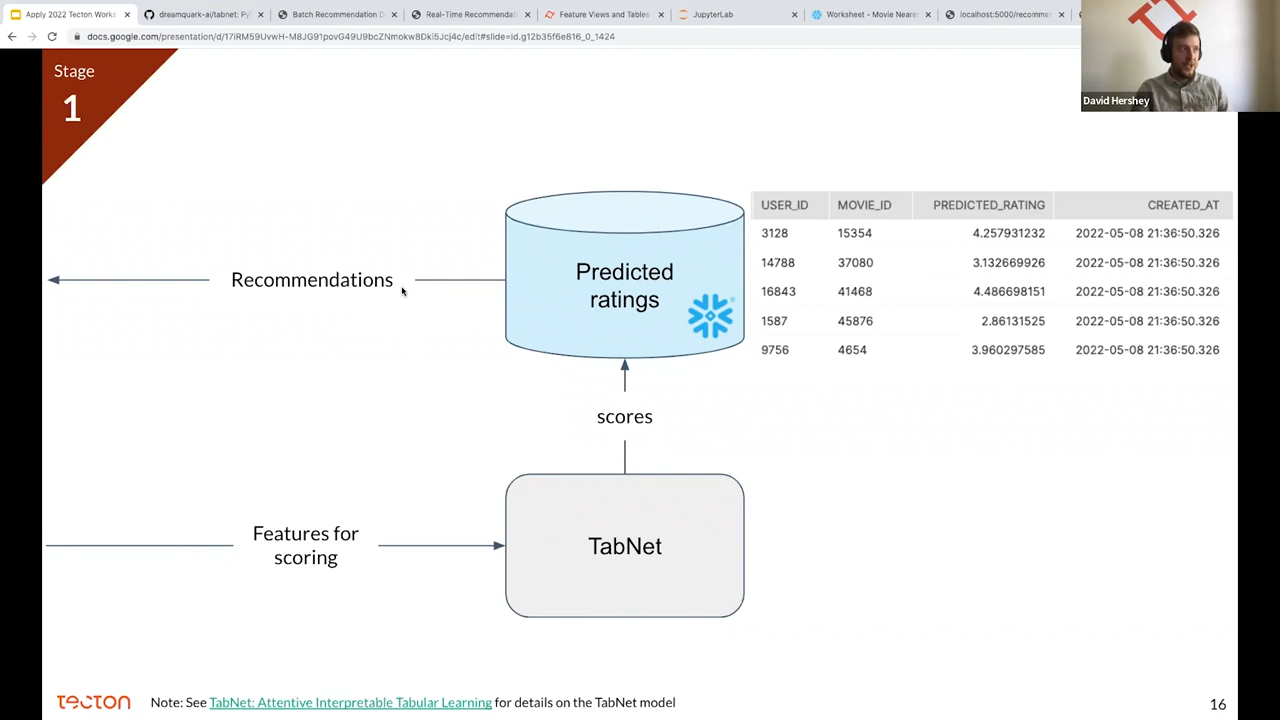 Apply 2022 Tecton Works
dreamquark-ai/tabnet: Py
Batch Recommendation D
Real-Time Recommendati
Feature Views and Tables
JupyterLab
Worksheet - Movie Neares
localhost:5000/recomme
docs.google.com/presentation/d/17iRM59UvwH-M8JG91povG49U9bcZNmokw8Dkl5Jcj4c/edit#slide=id.g12b35f6e816_0_1424
David Hershey
Stage
1
Recommendations
Predicted
ratings
USER_ID MOVIE_ID PREDICTED_RATING CREATED_AT
3128 15354 4.257931232 2022-05-08 21:36:50.326
14788 37080 3.132669926 2022-05-08 21:36:50.326
16843 41468 4.486698151 2022-05-08 21:36:50.326
1587 45876 2.86131525 2022-05-08 21:36:50.326
9756 4654 3.960297585 2022-05-08 21:36:50.326
scores
Features for
scoring
TabNet
TECTON
Note: See TabNet: Attentive Interpretable Tabular Learning for details on the TabNet model
16